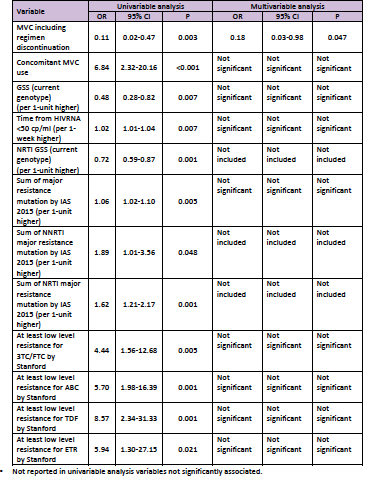 Variable Univariable analysis Multivariable analysis
OR 95% CI P OR 95% CI P
MVC including regimen discontinuation 0.11 0.02-0.47 0.003 0.18 0.03-0.98 0.047
Concomitant MVC use 6.84 2.32-20.16 <0.001 Not significant Not significant Not significant
GSS (current genotype) (per 1-unit higher) 0.48 0.28-0.82 0.007 Not significant Not significant Not significant
Time from HIVRNA <50 cp/ml (per 1-week higher) 1.02 1.01-1.04 0.007 Not significant Not significant Not significant
NRTI GSS (current genotype) (per 1-unit higher) 0.72 0.59-0.87 0.001 Not included Not included Not included
Sum of major resistance mutation by IAS 2015 (per 1-unit higher) 1.06 1.02-1.10 0.005 Not significant Not significant Not significant
Sum of NNRTI major resistance mutation by IAS 2015 (per 1-unit higher) 1.89 1.01-3.56 0.048 Not included Not included Not included
Sum of NRTI major resistance mutation by IAS 2015 (per 1-unit higher) 1.62 1.21-2.17 0.001 Not included Not included Not included
At least low level resistance for 3TC/FTC by Stanford 4.44 1.56-12.68 0.005 Not significant Not significant Not significant
At least low level resistance for ABC by Stanford 5.70 1.98-16.39 0.001 Not significant Not significant Not significant
At least low level resistance for TDF by Stanford 8.57 2.34-31.33 0.001 Not significant Not significant Not significant
At least low level resistance for ETR by Stanford 5.94 1.30-27.15 0.021 Not significant Not significant Not significant
• Not reported in univariable analysis variables not significantly associated.